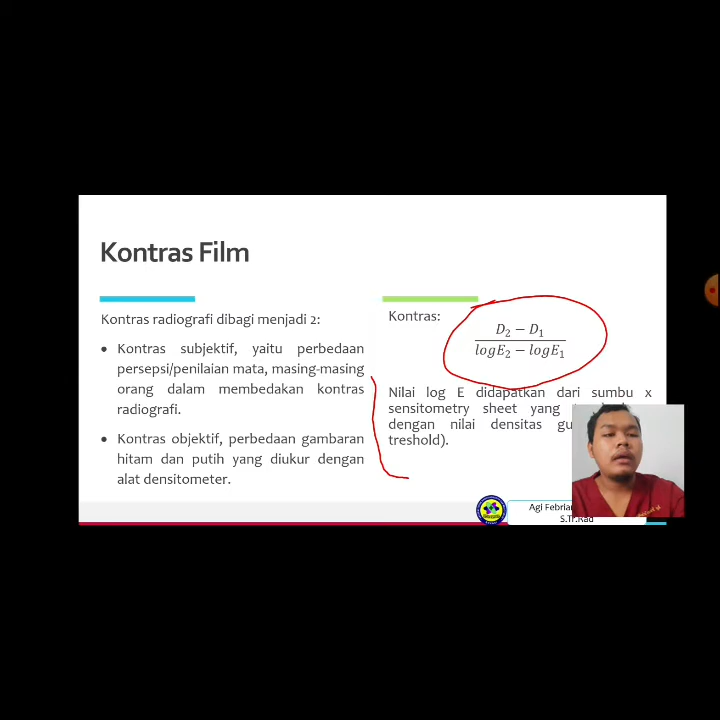 Kontras Film
Kontras radiografi dibagi menjadi 2:
• Kontras subjektif, yaitu perbedaan
persepsi/penilaian mata, masing-masing
orang dalam membedakan kontras
radiografi.
• Kontras objektif, perbedaan gambaran
hitam dan putih yang diukur dengan
alat densitometer.
Kontras:
D₂ − D₁
logE₂ − logE₁
Nilai log E didapatkan dari sumbu x
sensitometry sheet yang
dengan nilai densitas
treshold).
Agi
S.Tr.Rad